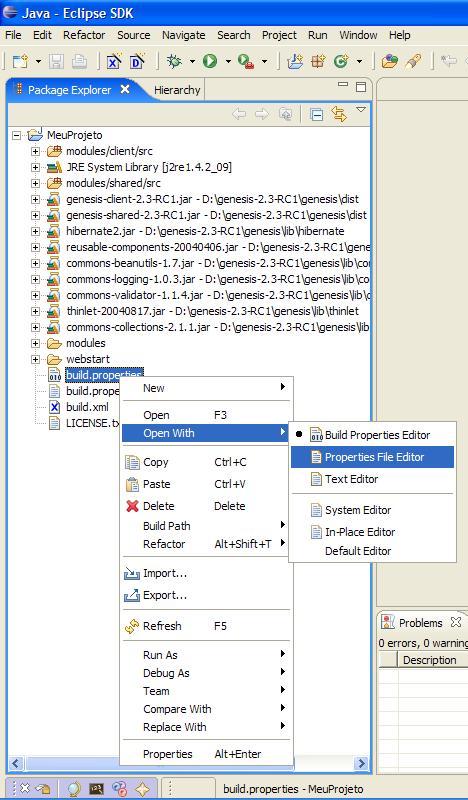 Java - Eclipse SDK
File Edit Refactor Source Navigate Search Project Run Window Help
Package Explorer Hierarchy
MeuProjeto
modules/client/src
JRE System Library [j2re1.4.2_09]
modules/shared/src
genesis-client-2.3-RC1.jar - D:\genesis-2.3-RC1\genesis\dist
genesis-shared-2.3-RC1.jar - D:\genesis-2.3-RC1\genesis\dist
hibernate2.jar - D:\genesis-2.3-RC1\genesis\lib\hibernate
reusable-components-20040406.jar - D:\genesis-2.3-RC1\gene
commons-beanutils-1.7.jar - D:\genesis-2.3-RC1\genesis\lib\co
commons-logging-1.0.3.jar - D:\genesis-2.3-RC1\genesis\lib\co
commons-validator-1.1.4.jar - D:\genesis-2.3-RC1\genesis\lib\c
thinlet-20040817.jar - D:\genesis-2.3-RC1\genesis\lib\thinlet
commons-collections-2.1.1.jar - D:\genesis-2.3-RC1\genesis\lib
modules
webstart
build.properties
build.prope
build.xml
LICENSE.tx
New
Open F3
Open With
Copy Ctrl+C
Paste Ctrl+V
Delete Delete
Build Path
Refactor Alt+Shift+T
Import...
Export...
Refresh F5
Run As
Debug As
Team
Compare With
Replace With
Properties Alt+Enter
Build Properties Editor
Properties File Editor
Text Editor
System Editor
In-Place Editor
Default Editor
Problems
0 errors, 0 warning
Description
build.properties - MeuProjeto